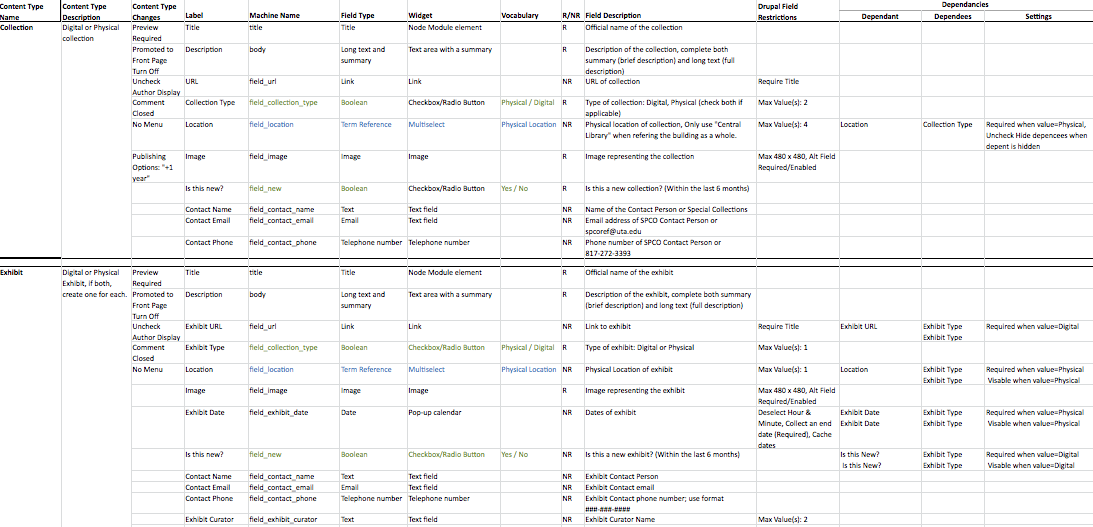 Content Type Name Content Type Description Content Type Changes Label Machine Name Field Type Widget Vocabulary R/NR Field Description Drupal Field Restrictions Dependancies
Dependant Dependees Settings
Collection Digital or Physical collection Preview Required Title title Title Node Module element R Official name of the collection
Promoted to Front Page Turn Off Description body Long text and summary Text area with a summary R Description of the collection, complete both summary (brief description) and long text (full description)
Uncheck Author Display URL field_url Link Link NR URL of collection Require Title
Comment Closed Collection Type field_collection_type Boolean Checkbox/Radio Button Physical / Digital R Type of collection: Digital, Physical (check both if applicable) Max Value(s): 2
No Menu Location field_location Term Reference Multiselect Physical Location NR Physical location of collection, Only use "Central Library" when refering the building as a whole. Max Value(s): 4 Location Collection Type Required when value=Physical, Uncheck Hide depencees when depent is hidden
Publishing Options: "+1 year" Image field_image Image Image R Image representing the collection Max 480 x 480, Alt Field Required/Enabled
Is this new? field_new Boolean Checkbox/Radio Button Yes / No R Is this a new collection? (Within the last 6 months)
Contact Name field_contact_name Text Text field NR Name of the Contact Person or Special Collections
Contact Email field_contact_email Email Text field NR Email address of SPCO Contact Person or spcoref@uta.edu
Contact Phone field_contact_phone Telephone number Telephone number NR Phone number of SPCO Contact Person or 817-272-3393
Exhibit Digital or Physical Exhibit, if both, create one for each. Preview Required Title title Title Node Module element R Official name of the exhibit
Promoted to Front Page Turn Off Description body Long text and summary Text area with a summary R Description of the exhibit, complete both summary (brief description) and long text (full description)
Uncheck Author Display Exhibit URL field_url Link Link NR Link to exhibit Require Title Exhibit URL Exhibit Type Exhibit Type Required when value=Digital
Comment Closed Exhibit Type field_collection_type Boolean Checkbox/Radio Button Physical / Digital R Type of exhibit: Digital or Physical Max Value(s): 1
No Menu Location field_location Term Reference Multiselect Physical Location NR Physical Location of exhibit Max Value(s): 1 Location Exhibit Type Exhibit Type Required when value=Physical Visable when value=Physical
Image field_image Image Image R Image representing the exhibit Max 480 x 480, Alt Field Required/Enabled
Exhibit Date field_exhibit_date Date Pop-up calendar NR Dates of exhibit Deselect Hour & Minute, Collect an end date (Required), Cache dates Exhibit Date Exhibit Date Exhibit Type Exhibit Type Required when value=Physical Visable when value=Physical
Is this new? field_new Boolean Checkbox/Radio Button Yes / No NR Is this a new exhibit? (Within the last 6 months) Is this New? Is this New? Exhibit Type Exhibit Type Required when value=Digital Visable when value=Digital
Contact Name field_contact_name Text Text field NR Exhibit Contact Person
Contact Email field_contact_email Email Text field NR Exhibit Contact email
Contact Phone field_contact_phone Telephone number Telephone number NR Exhibit Contact phone number; use format ###-###-####
Exhibit Curator field_exhibit_curator Text Text field NR Exhibit Curator Name Max Value(s): 2